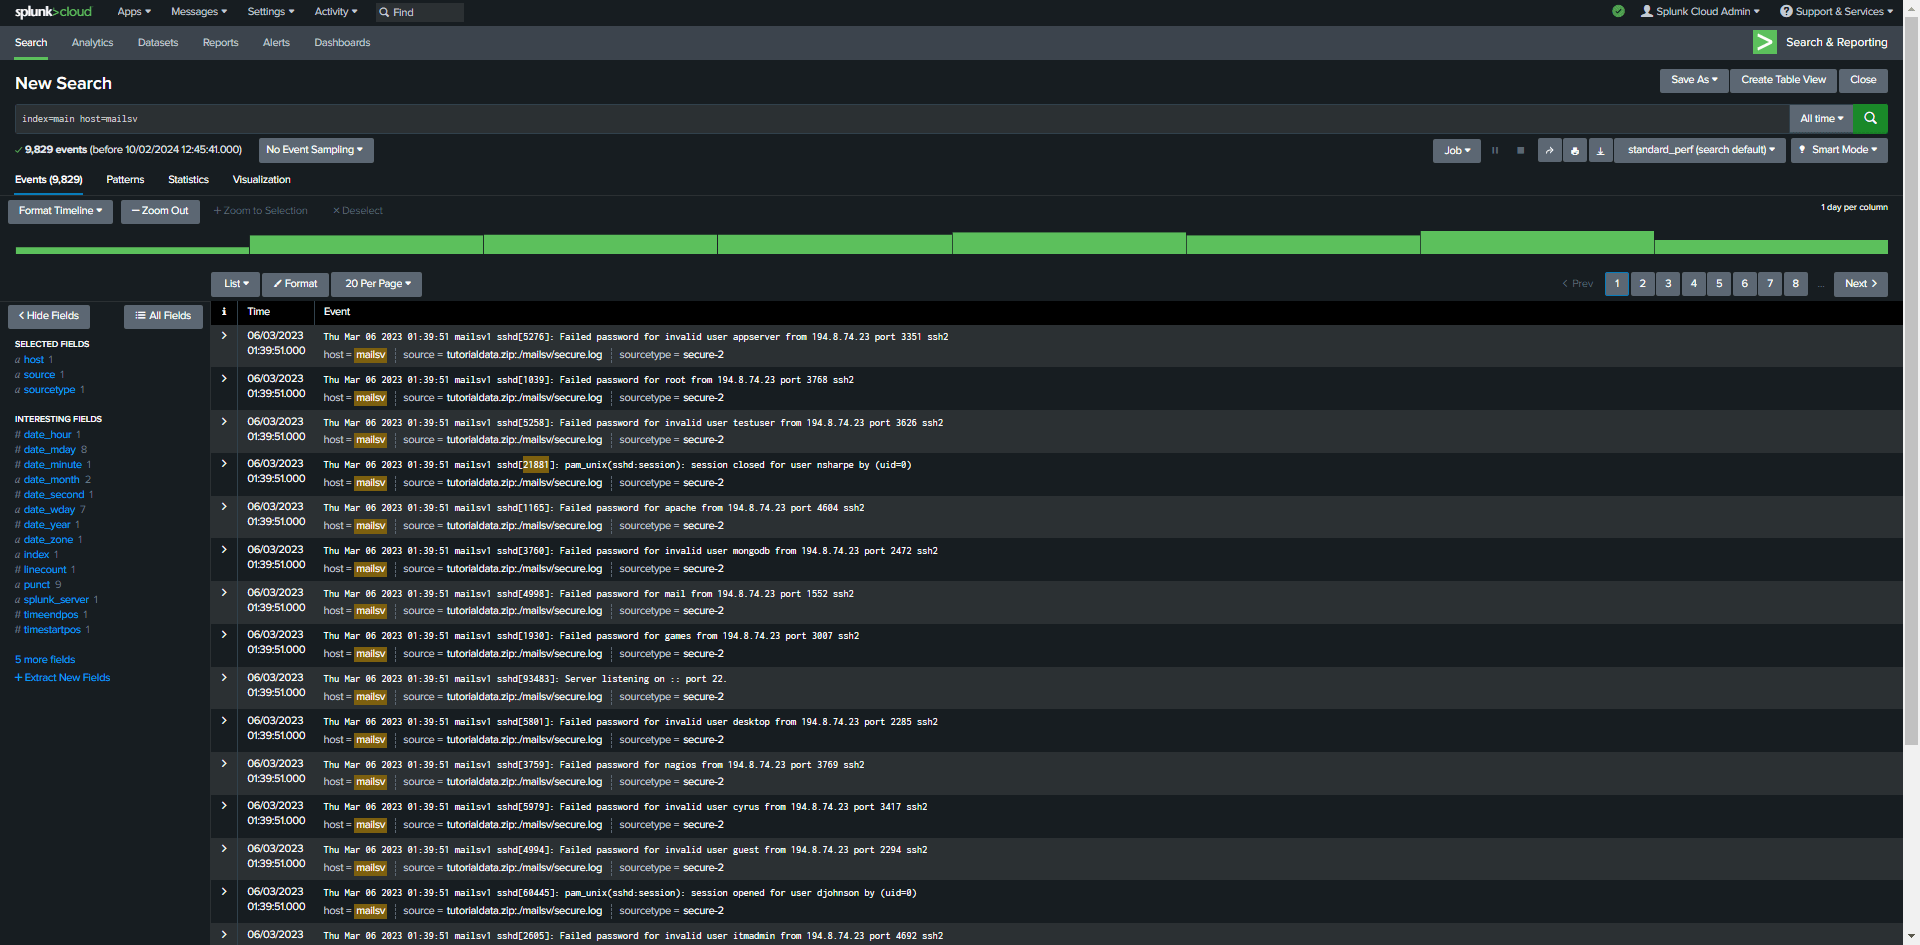 splunk>cloud Apps Messages Settings Activity Find Splunk Cloud Admin ? Support & Services
Search Analytics Datasets Reports Alerts Dashboards > Search & Reporting
New Search Save As Create Table View Close
index=main host=mailsv All time
✓ 9,829 events (before 10/02/2024 12:45:41.000) No Event Sampling Job standard_perf (search default) Smart Mode
Events (9,829) Patterns Statistics Visualization
Format Timeline — Zoom Out + Zoom to Selection × Deselect 1 day per column
List Format 20 Per Page < Prev 1 2 3 4 5 6 7 8 ... Next >
< Hide Fields All Fields
SELECTED FIELDS
a host 1
a source 1
a sourcetype 1
INTERESTING FIELDS
# date_hour 1
# date_mday 8
# date_minute 1
a date_month 2
# date_second 1
a date_wday 7
# date_year 1
a date_zone 1
a index 1
# linecount 1
a punct 9
a splunk_server 1
# timeendpos 1
# timestartpos 1
5 more fields
+ Extract New Fields
i Time Event
> 06/03/2023 Thu Mar 06 2023 01:39:51 mailsv1 sshd[5276]: Failed password for invalid user appserver from 194.8.74.23 port 3351 ssh2
01:39:51.000 host = mailsv source = tutorialdata.zip:./mailsv/secure.log sourcetype = secure-2
> 06/03/2023 Thu Mar 06 2023 01:39:51 mailsv1 sshd[1039]: Failed password for root from 194.8.74.23 port 3768 ssh2
01:39:51.000 host = mailsv source = tutorialdata.zip:./mailsv/secure.log sourcetype = secure-2
> 06/03/2023 Thu Mar 06 2023 01:39:51 mailsv1 sshd[5258]: Failed password for invalid user testuser from 194.8.74.23 port 3626 ssh2
01:39:51.000 host = mailsv source = tutorialdata.zip:./mailsv/secure.log sourcetype = secure-2
> 06/03/2023 Thu Mar 06 2023 01:39:51 mailsv1 sshd[21881]: pam_unix(sshd:session): session closed for user nsharpe by (uid=0)
01:39:51.000 host = mailsv source = tutorialdata.zip:./mailsv/secure.log sourcetype = secure-2
> 06/03/2023 Thu Mar 06 2023 01:39:51 mailsv1 sshd[1165]: Failed password for apache from 194.8.74.23 port 4604 ssh2
01:39:51.000 host = mailsv source = tutorialdata.zip:./mailsv/secure.log sourcetype = secure-2
> 06/03/2023 Thu Mar 06 2023 01:39:51 mailsv1 sshd[3760]: Failed password for invalid user mongodb from 194.8.74.23 port 2472 ssh2
01:39:51.000 host = mailsv source = tutorialdata.zip:./mailsv/secure.log sourcetype = secure-2
> 06/03/2023 Thu Mar 06 2023 01:39:51 mailsv1 sshd[4998]: Failed password for mail from 194.8.74.23 port 1552 ssh2
01:39:51.000 host = mailsv source = tutorialdata.zip:./mailsv/secure.log sourcetype = secure-2
> 06/03/2023 Thu Mar 06 2023 01:39:51 mailsv1 sshd[1930]: Failed password for games from 194.8.74.23 port 3007 ssh2
01:39:51.000 host = mailsv source = tutorialdata.zip:./mailsv/secure.log sourcetype = secure-2
> 06/03/2023 Thu Mar 06 2023 01:39:51 mailsv1 sshd[93483]: Server listening on :: port 22.
01:39:51.000 host = mailsv source = tutorialdata.zip:./mailsv/secure.log sourcetype = secure-2
> 06/03/2023 Thu Mar 06 2023 01:39:51 mailsv1 sshd[5801]: Failed password for invalid user desktop from 194.8.74.23 port 2285 ssh2
01:39:51.000 host = mailsv source = tutorialdata.zip:./mailsv/secure.log sourcetype = secure-2
> 06/03/2023 Thu Mar 06 2023 01:39:51 mailsv1 sshd[3759]: Failed password for nagios from 194.8.74.23 port 3769 ssh2
01:39:51.000 host = mailsv source = tutorialdata.zip:./mailsv/secure.log sourcetype = secure-2
> 06/03/2023 Thu Mar 06 2023 01:39:51 mailsv1 sshd[5979]: Failed password for invalid user cyrus from 194.8.74.23 port 3417 ssh2
01:39:51.000 host = mailsv source = tutorialdata.zip:./mailsv/secure.log sourcetype = secure-2
> 06/03/2023 Thu Mar 06 2023 01:39:51 mailsv1 sshd[4994]: Failed password for invalid user guest from 194.8.74.23 port 2294 ssh2
01:39:51.000 host = mailsv source = tutorialdata.zip:./mailsv/secure.log sourcetype = secure-2
> 06/03/2023 Thu Mar 06 2023 01:39:51 mailsv1 sshd[60445]: pam_unix(sshd:session): session opened for user djohnson by (uid=0)
01:39:51.000 host = mailsv source = tutorialdata.zip:./mailsv/secure.log sourcetype = secure-2
> 06/03/2023 Thu Mar 06 2023 01:39:51 mailsv1 sshd[2605]: Failed password for invalid user itmadmin from 194.8.74.23 port 4692 ssh2